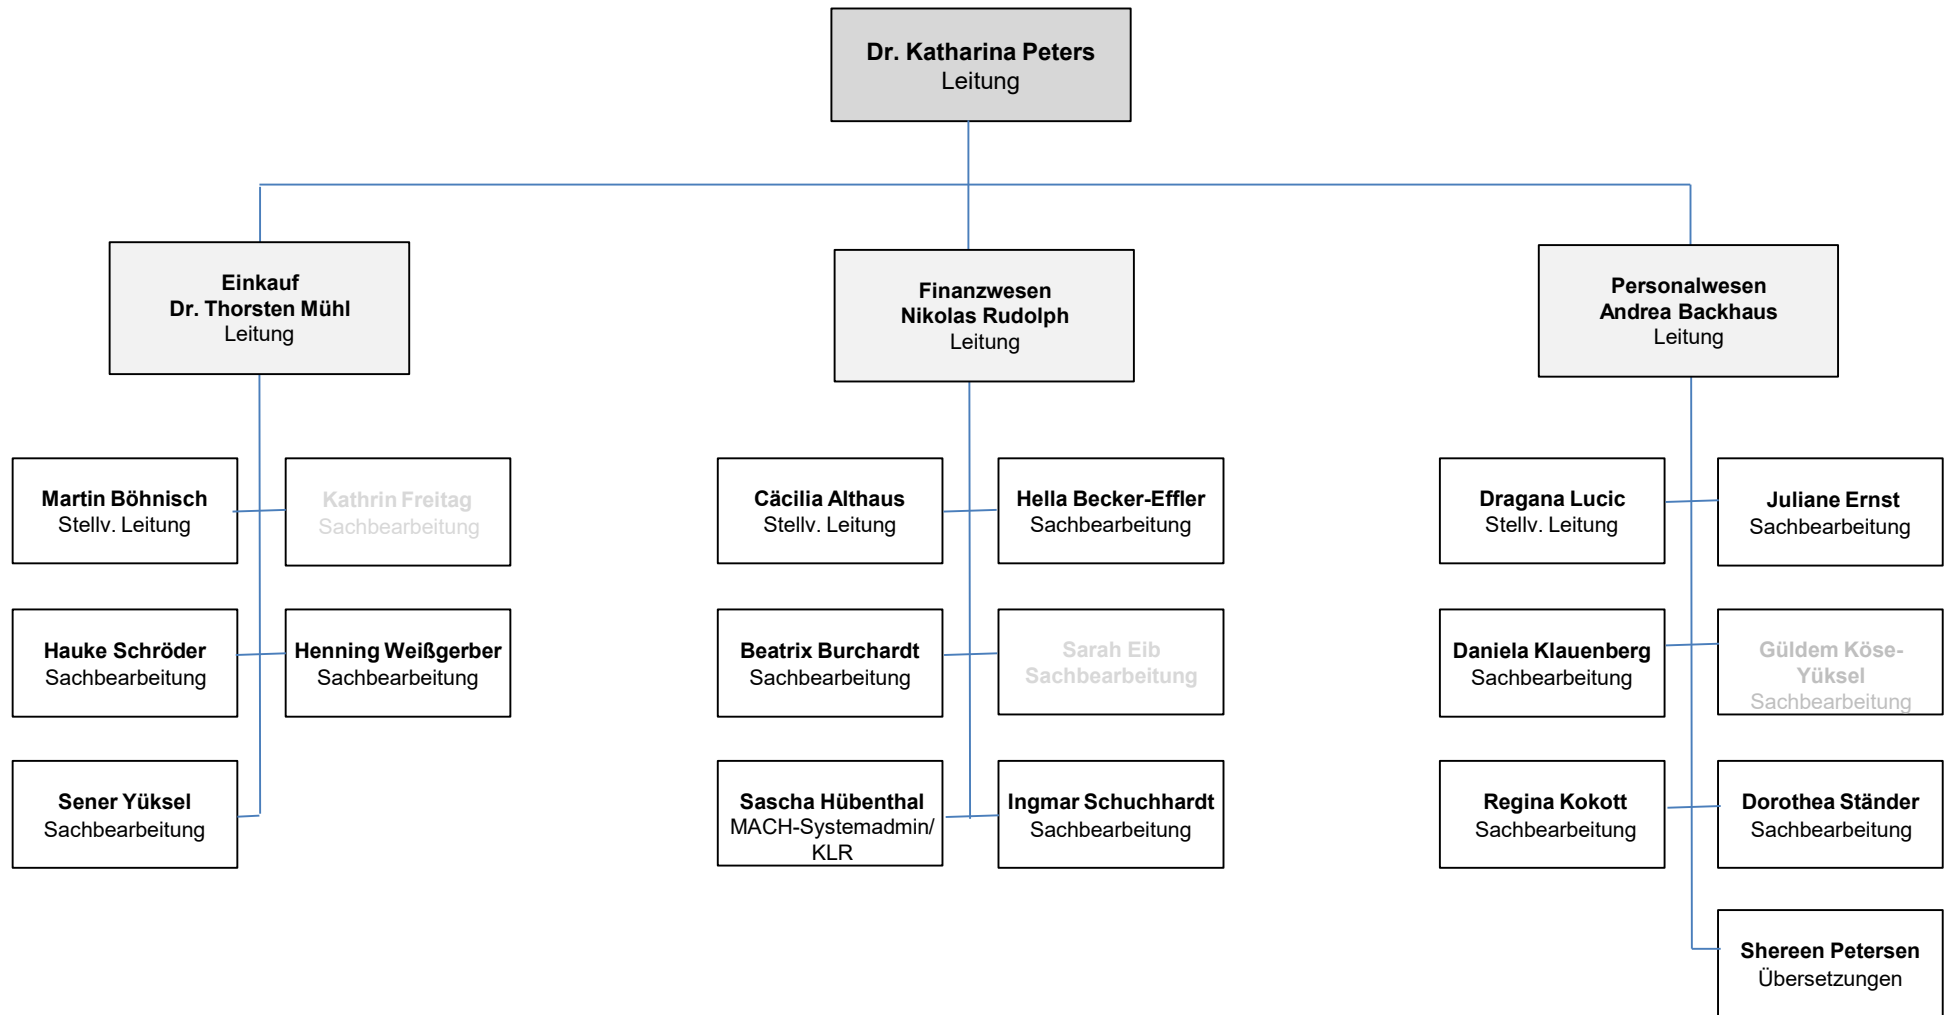 Dr. Katharina Peters
Leitung
Einkauf
Dr. Thorsten Mühl
Leitung
Finanzwesen
Nikolas Rudolph
Leitung
Personalwesen
Andrea Backhaus
Leitung
Martin Böhnisch
Stellv. Leitung
Kathrin Freitag
Sachbearbeitung
Cäcilia Althaus
Stellv. Leitung
Hella Becker-Effler
Sachbearbeitung
Dragana Lucic
Stellv. Leitung
Juliane Ernst
Sachbearbeitung
Hauke Schröder
Sachbearbeitung
Henning Weißgerber
Sachbearbeitung
Beatrix Burchardt
Sachbearbeitung
Sarah Eib
Sachbearbeitung
Daniela Klauenberg
Sachbearbeitung
Güldem Köse-
Yüksel
Sachbearbeitung
Sener Yüksel
Sachbearbeitung
Sascha Hübenthal
MACH-Systemadmin/
KLR
Ingmar Schuchhardt
Sachbearbeitung
Regina Kokott
Sachbearbeitung
Dorothea Ständer
Sachbearbeitung
Shereen Petersen
Übersetzungen